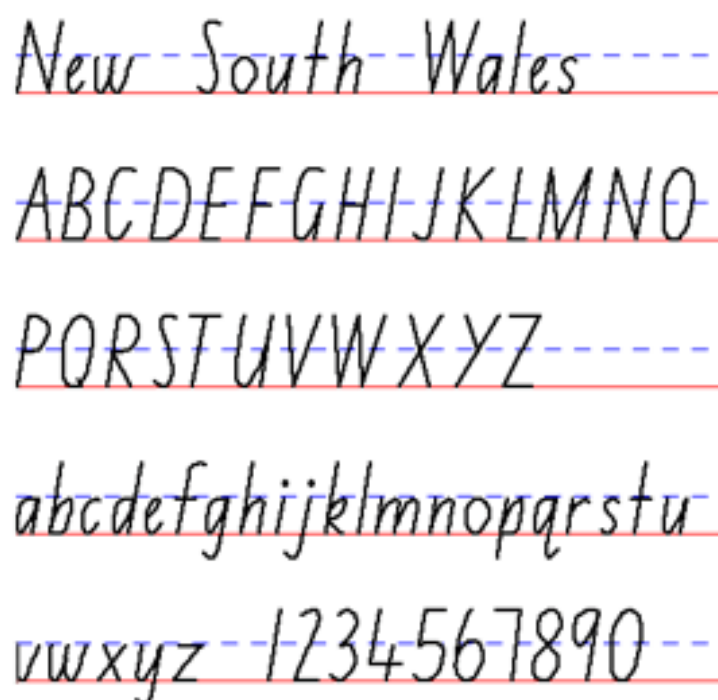 New South Wales
ABCDEFGHIJKLMNO
PQRSTUVWXYZ
abcdefghijklmnopqrstu
vwxyz 1234567890